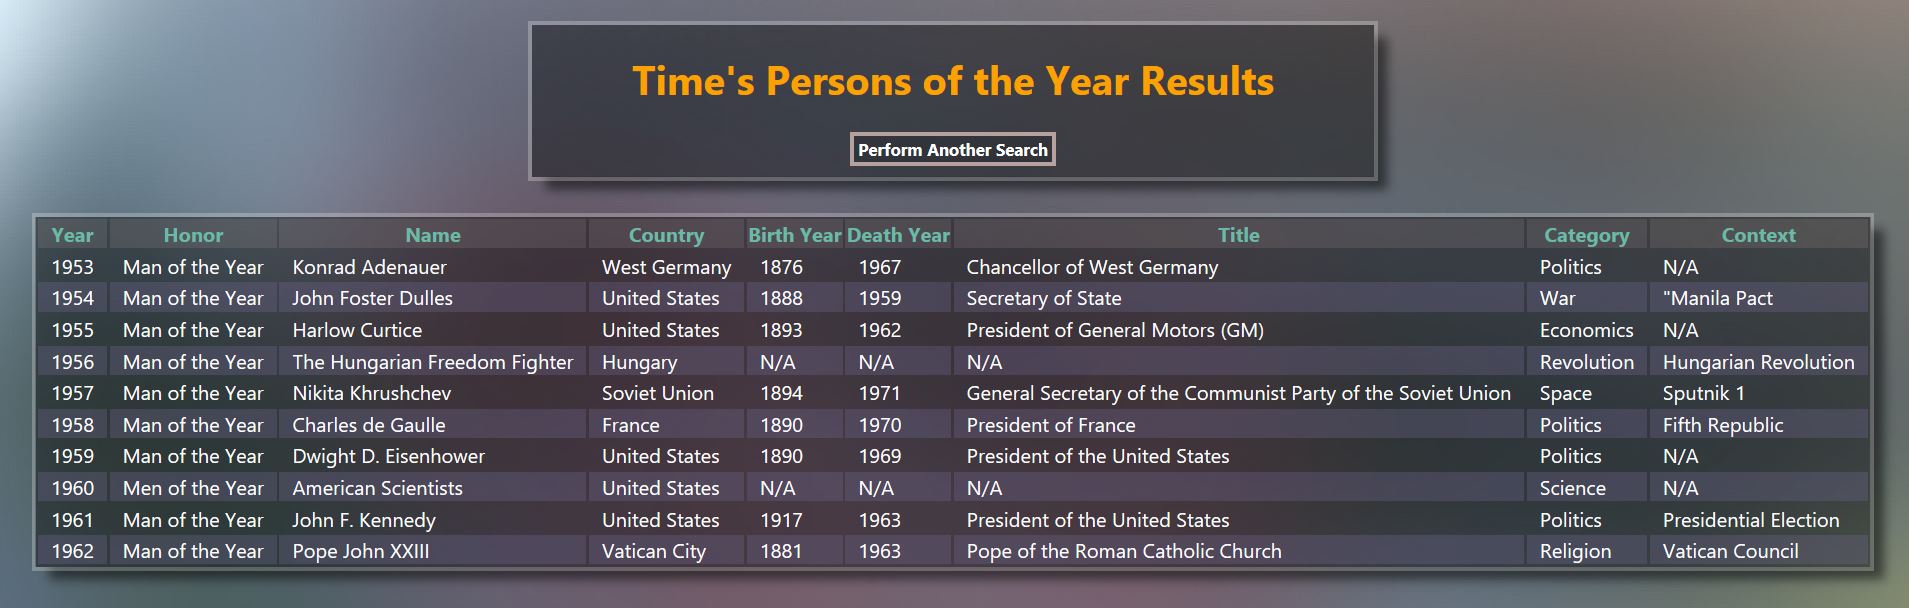 Time's Persons of the Year Results
Perform Another Search
Year Honor Name Country Birth Year Death Year Title Category Context
1953 Man of the Year Konrad Adenauer West Germany 1876 1967 Chancellor of West Germany Politics N/A
1954 Man of the Year John Foster Dulles United States 1888 1959 Secretary of State War "Manila Pact
1955 Man of the Year Harlow Curtice United States 1893 1962 President of General Motors (GM) Economics N/A
1956 Man of the Year The Hungarian Freedom Fighter Hungary N/A N/A N/A Revolution Hungarian Revolution
1957 Man of the Year Nikita Khrushchev Soviet Union 1894 1971 General Secretary of the Communist Party of the Soviet Union Space Sputnik 1
1958 Man of the Year Charles de Gaulle France 1890 1970 President of France Politics Fifth Republic
1959 Man of the Year Dwight D. Eisenhower United States 1890 1969 President of the United States Politics N/A
1960 Men of the Year American Scientists United States N/A N/A N/A Science N/A
1961 Man of the Year John F. Kennedy United States 1917 1963 President of the United States Politics Presidential Election
1962 Man of the Year Pope John XXIII Vatican City 1881 1963 Pope of the Roman Catholic Church Religion Vatican Council